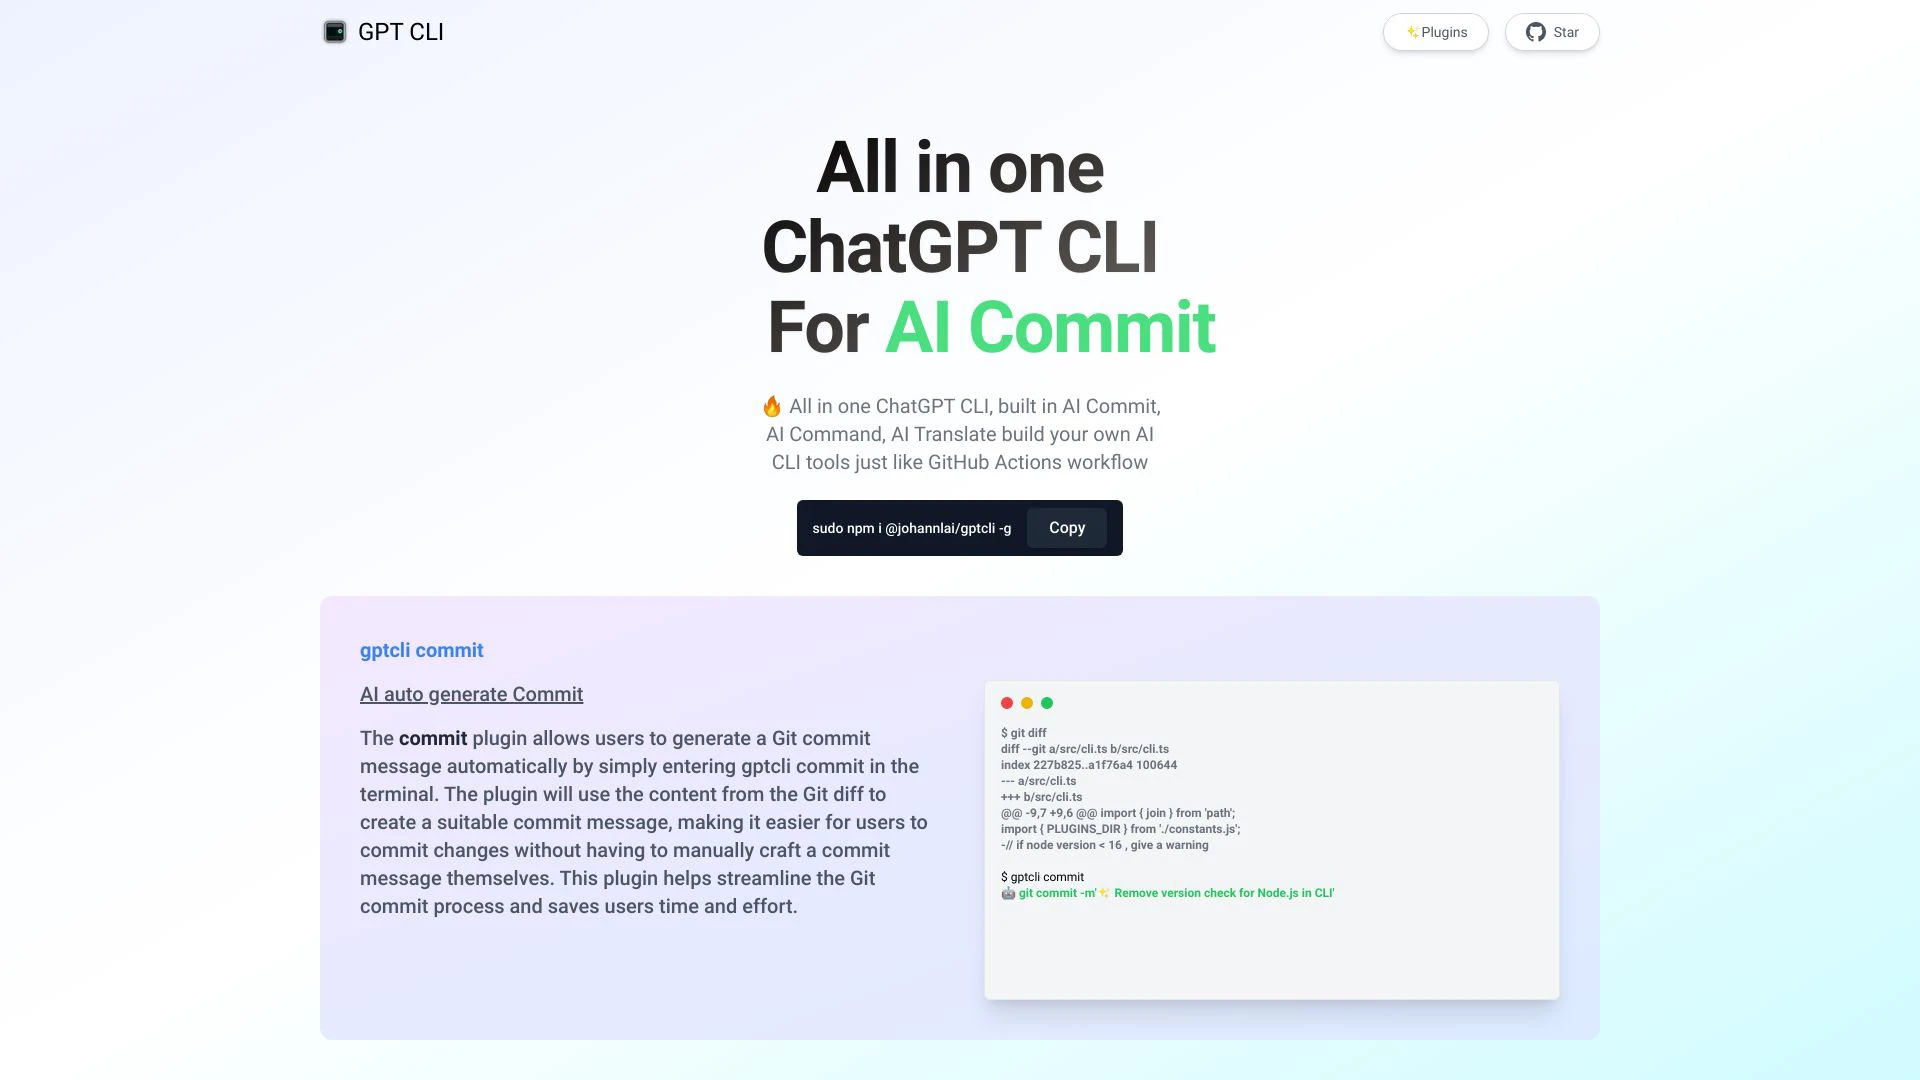 GPT CLI
✨Plugins
Star
All in one
ChatGPT CLI
For AI Commit
🔥 All in one ChatGPT CLI, built in AI Commit,
AI Command, AI Translate build your own AI
CLI tools just like GitHub Actions workflow
sudo npm i @johannlai/gptcli -g
Copy
gptcli commit
AI auto generate Commit
The commit plugin allows users to generate a Git commit
message automatically by simply entering gptcli commit in the
terminal. The plugin will use the content from the Git diff to
create a suitable commit message, making it easier for users to
commit changes without having to manually craft a commit
message themselves. This plugin helps streamline the Git
commit process and saves users time and effort.
$ git diff
diff --git a/src/cli.ts b/src/cli.ts
index 227b825..a1f76a4 100644
--- a/src/cli.ts
+++ b/src/cli.ts
@@ -9,7 +9,6 @@ import { join } from 'path';
import { PLUGINS_DIR } from './constants.js';
-// if node version < 16 , give a warning
$ gptcli commit
🤖 git commit -m'✨ Remove version check for Node.js in CLI'